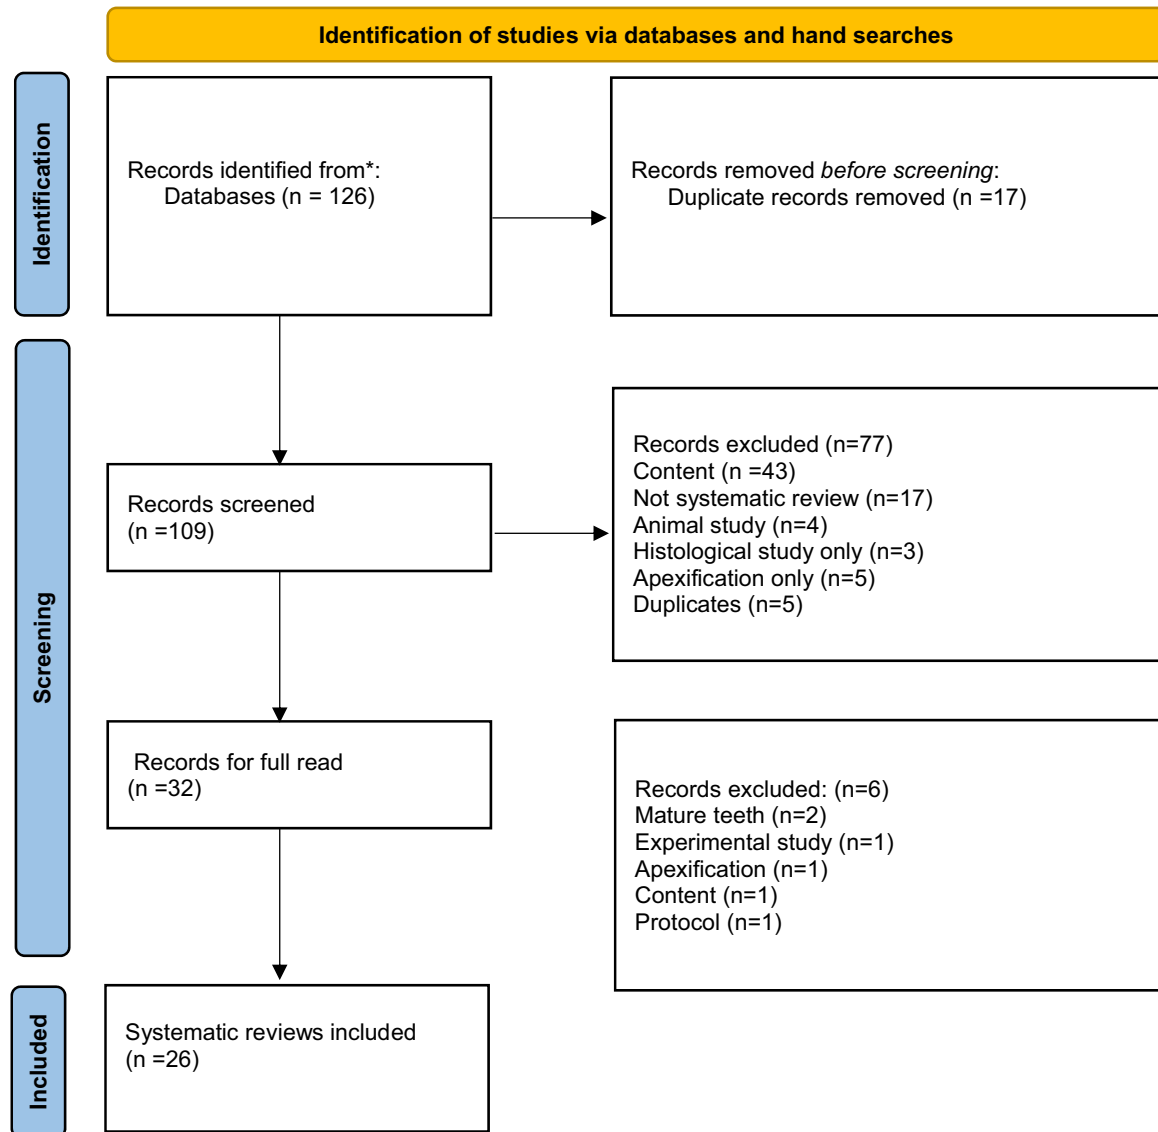 Identification of studies via databases and hand searches
Identification
Records identified from*:
Databases (n = 126)
Records removed before screening:
Duplicate records removed (n =17)
Screening
Records screened
(n =109)
Records excluded (n=77)
Content (n =43)
Not systematic review (n=17)
Animal study (n=4)
Histological study only (n=3)
Apexification only (n=5)
Duplicates (n=5)
Records for full read
(n =32)
Records excluded: (n=6)
Mature teeth (n=2)
Experimental study (n=1)
Apexification (n=1)
Content (n=1)
Protocol (n=1)
Included
Systematic reviews included
(n =26)